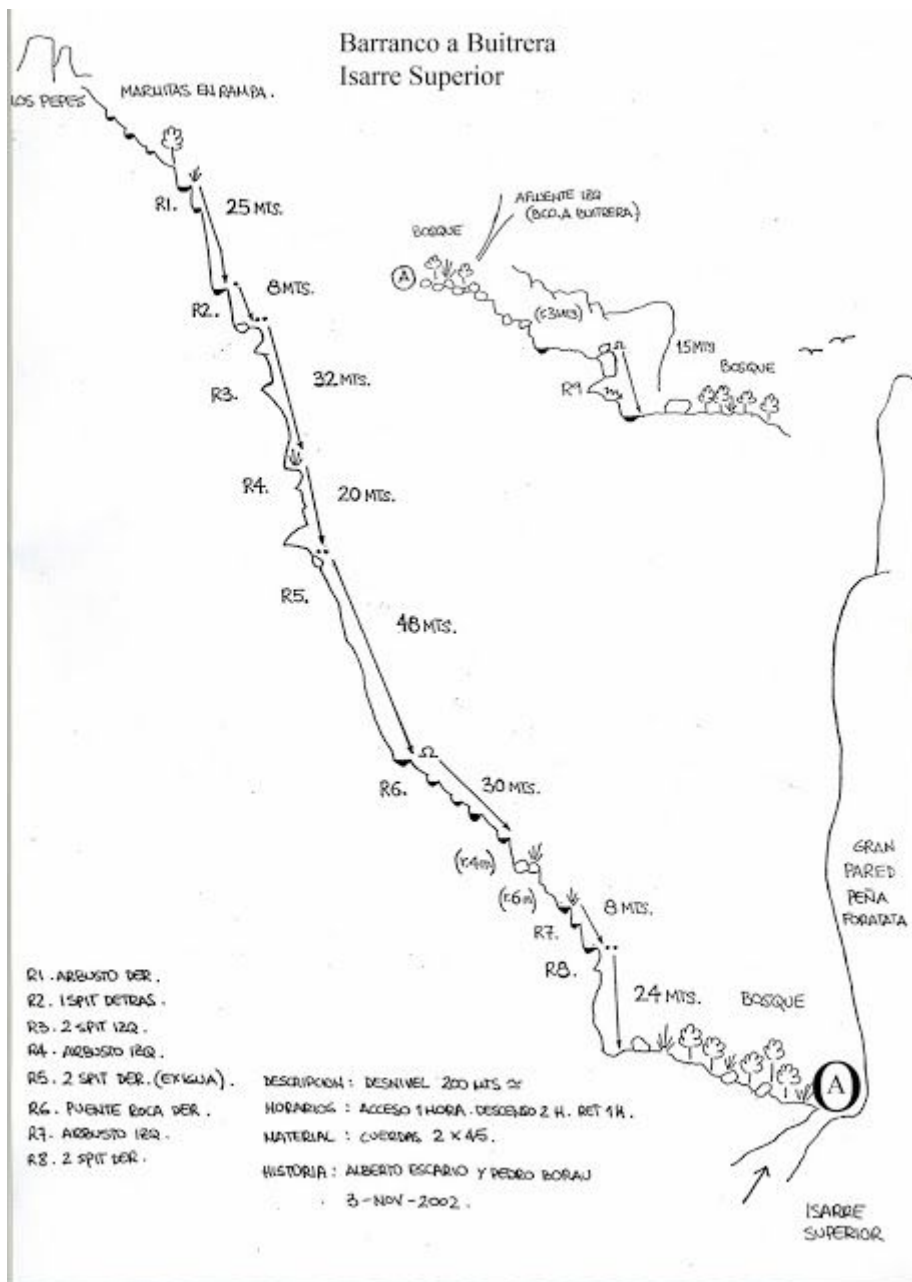 Barranco a Buitrera
Isarre Superior
LOS PEPES
MARMITAS EN RAMPA.
R1.
25 MTS.
R2.
8 MTS.
R3.
32 MTS.
R4.
20 MTS.
R5.
48 MTS.
R6.
30 MTS.
(r.4m)
(r.6m)
R7.
8 MTS.
R8.
24 MTS.
BOSQUE
A
AFLUENTE IZQ
(BCO. A BUITRERA)
BOSQUE
A
(r.3MTS)
R9
15 MTS
BOSQUE
GRAN
PARED
PEÑA
FORATATA
ISARRE
SUPERIOR
R1. ARBUSTO DER.
R2. 1 SPIT DETRAS.
R3. 2 SPIT IZQ.
R4. ARBUSTO IZQ.
R5. 2 SPIT DER. (EXIGUA).
R6. PUENTE ROCA DER.
R7. ARBUSTO IZQ.
R8. 2 SPIT DER.
DESCRIPCION: DESNIVEL 200 MTS ≃
HORARIOS: ACCESO 1 HORA. DESCENSO 2 H. RET 1 H.
MATERIAL: CUERDAS 2 X 45.
HISTORIA: ALBERTO ESCARIO Y PEDRO BORAU
3-NOV-2002.